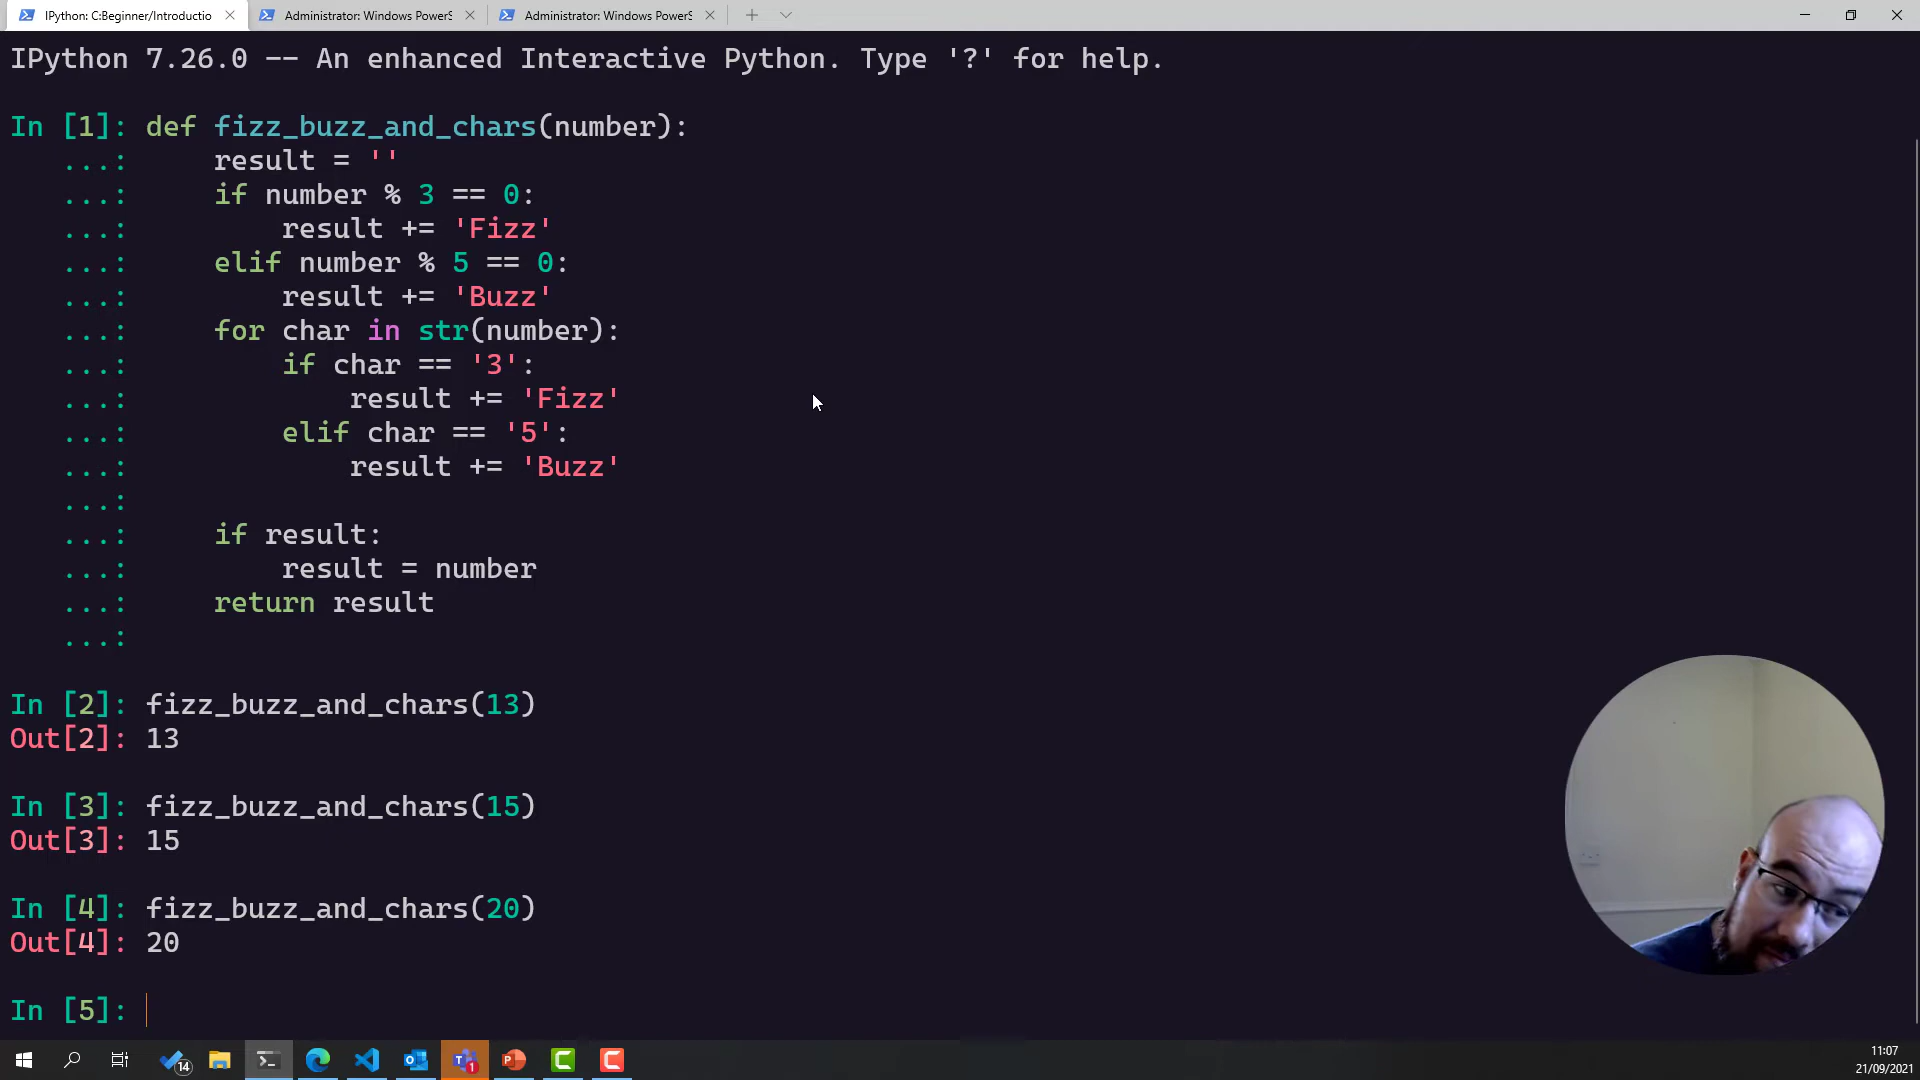 IPython: C:Beginner/Introductio
Administrator: Windows PowerS
Administrator: Windows PowerS
IPython 7.26.0 -- An enhanced Interactive Python. Type '?' for help.
In [1]: def fizz_buzz_and_chars(number):
   ...:     result = ''
   ...:     if number % 3 == 0:
   ...:         result += 'Fizz'
   ...:     elif number % 5 == 0:
   ...:         result += 'Buzz'
   ...:     for char in str(number):
   ...:         if char == '3':
   ...:             result += 'Fizz'
   ...:         elif char == '5':
   ...:             result += 'Buzz'
   ...:
   ...:     if result:
   ...:         result = number
   ...:     return result
   ...:
In [2]: fizz_buzz_and_chars(13)
Out[2]: 13
In [3]: fizz_buzz_and_chars(15)
Out[3]: 15
In [4]: fizz_buzz_and_chars(20)
Out[4]: 20
In [5]:
14
1
11:07
21/09/2021